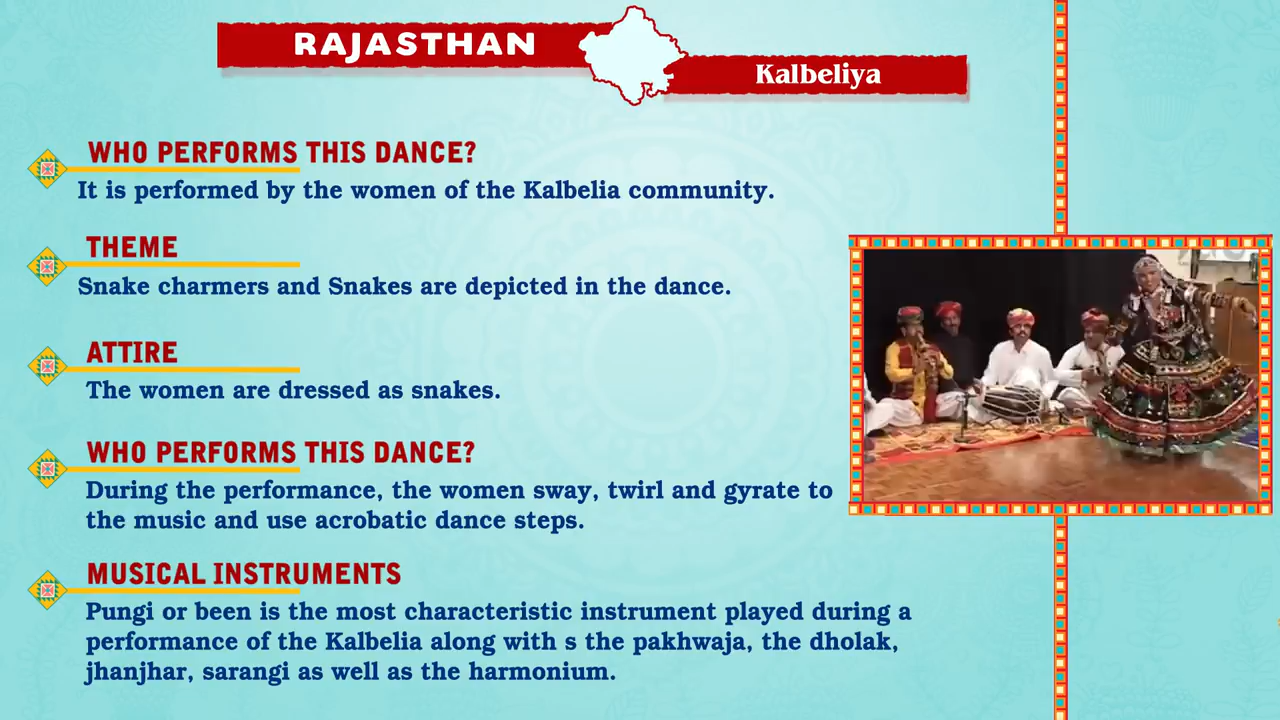 RAJASTHAN
Kalbeliya
WHO PERFORMS THIS DANCE?
It is performed by the women of the Kalbelia community.
THEME
Snake charmers and Snakes are depicted in the dance.
ATTIRE
The women are dressed as snakes.
WHO PERFORMS THIS DANCE?
During the performance, the women sway, twirl and gyrate to
the music and use acrobatic dance steps.
MUSICAL INSTRUMENTS
Pungi or been is the most characteristic instrument played during a
performance of the Kalbelia along with s the pakhwaja, the dholak,
jhanjhar, sarangi as well as the harmonium.